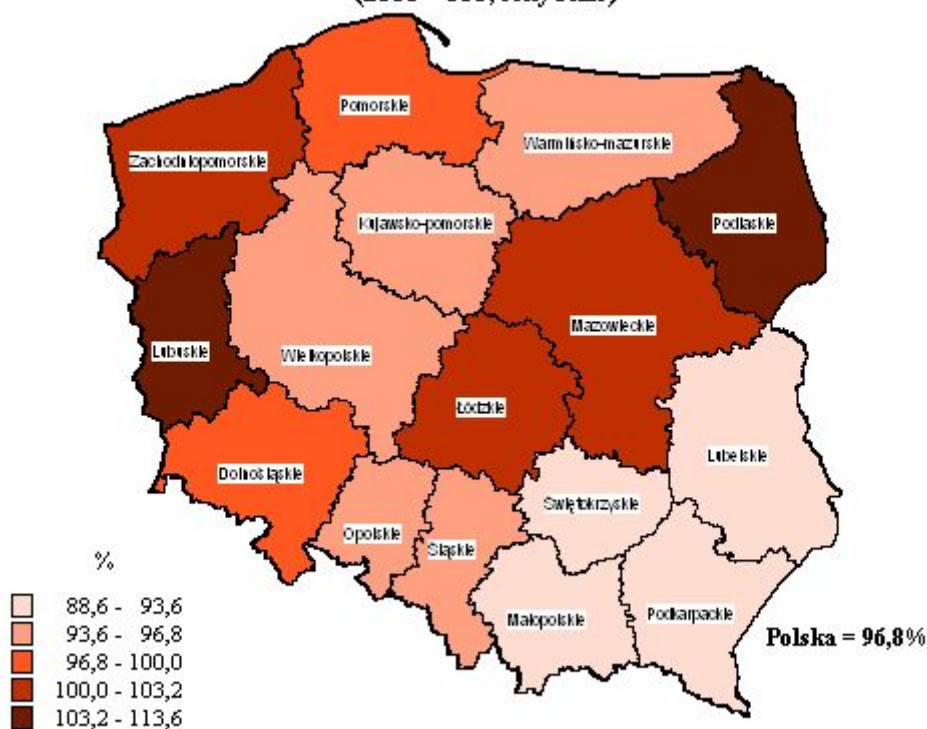 Pomorskie
Warmińsko-mazurskie
Zachodniopomorskie
Kujawsko-pomorskie
Podlaskie
Mazowieckie
Lubuskie
Wielkopolskie
Łódzkie
Lubelskie
Dolnośląskie
Świętokrzyskie
Opolskie
Śląskie
Małopolskie
Podkarpackie
Polska = 96,8%
%
88,6 - 93,6
93,6 - 96,8
96,8 - 100,0
100,0 - 103,2
103,2 - 113,6